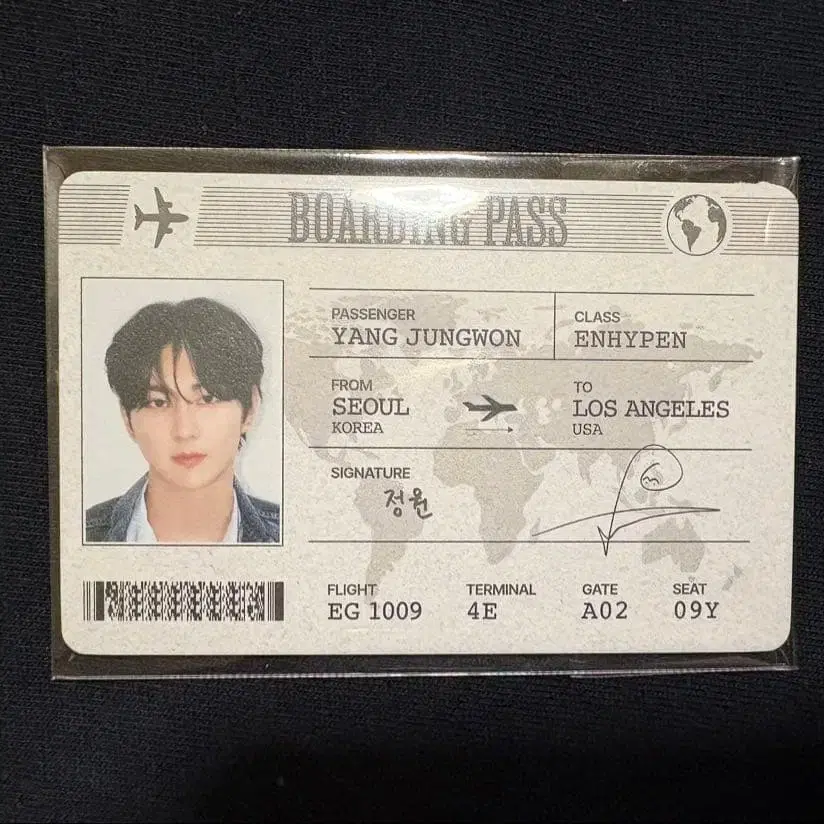 BOARDING PASS
PASSENGER
YANG JUNGWON
CLASS
ENHYPEN
FROM
SEOUL
KOREA
TO
LOS ANGELES
USA
SIGNATURE
정원
FLIGHT
EG 1009
TERMINAL
4E
GATE
A02
SEAT
09Y